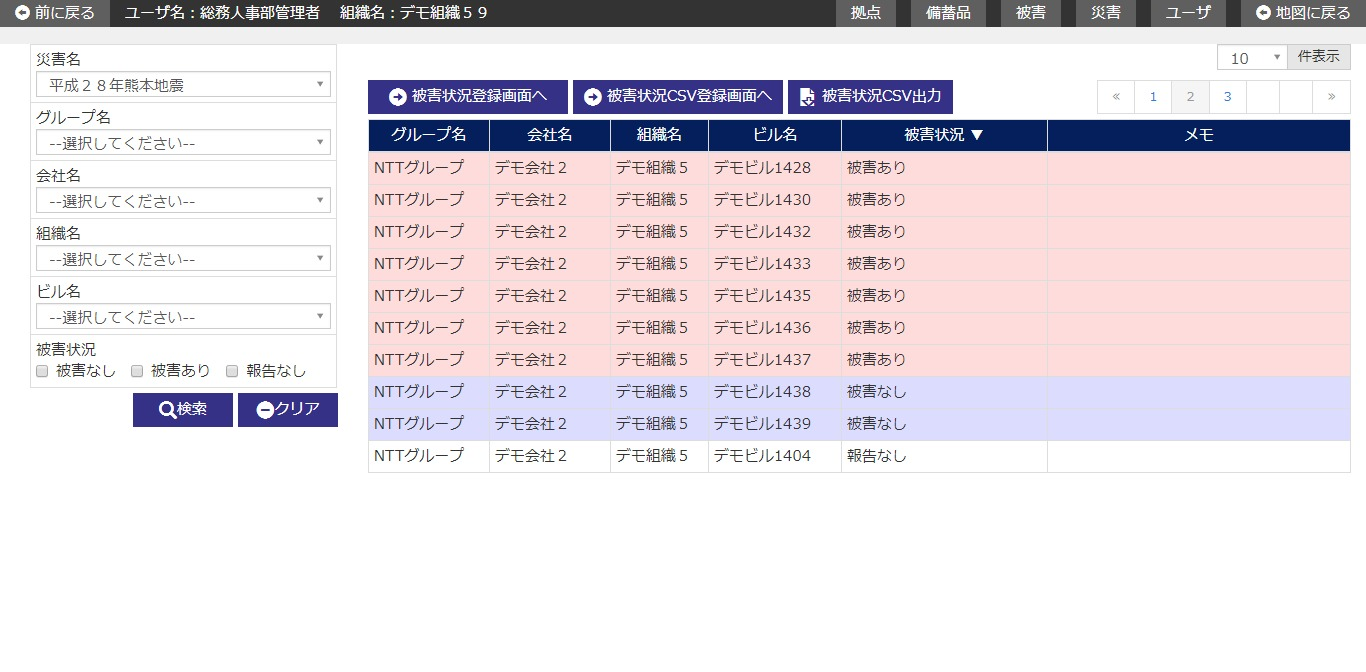 前に戻る ユーザ名：総務人事部管理者 組織名：デモ組織５９ 拠点 備蓄品 被害 災害 ユーザ 地図に戻る
災害名
平成２８年熊本地震
グループ名
--選択してください--
会社名
--選択してください--
組織名
--選択してください--
ビル名
--選択してください--
被害状況
被害なし 被害あり 報告なし
検索 クリア
10 件表示
被害状況登録画面へ 被害状況CSV登録画面へ 被害状況CSV出力 « 1 2 3 »
グループ名 会社名 組織名 ビル名 被害状況 ▼ メモ
NTTグループ デモ会社２ デモ組織５ デモビル1428 被害あり
NTTグループ デモ会社２ デモ組織５ デモビル1430 被害あり
NTTグループ デモ会社２ デモ組織５ デモビル1432 被害あり
NTTグループ デモ会社２ デモ組織５ デモビル1433 被害あり
NTTグループ デモ会社２ デモ組織５ デモビル1435 被害あり
NTTグループ デモ会社２ デモ組織５ デモビル1436 被害あり
NTTグループ デモ会社２ デモ組織５ デモビル1437 被害あり
NTTグループ デモ会社２ デモ組織５ デモビル1438 被害なし
NTTグループ デモ会社２ デモ組織５ デモビル1439 被害なし
NTTグループ デモ会社２ デモ組織５ デモビル1404 報告なし